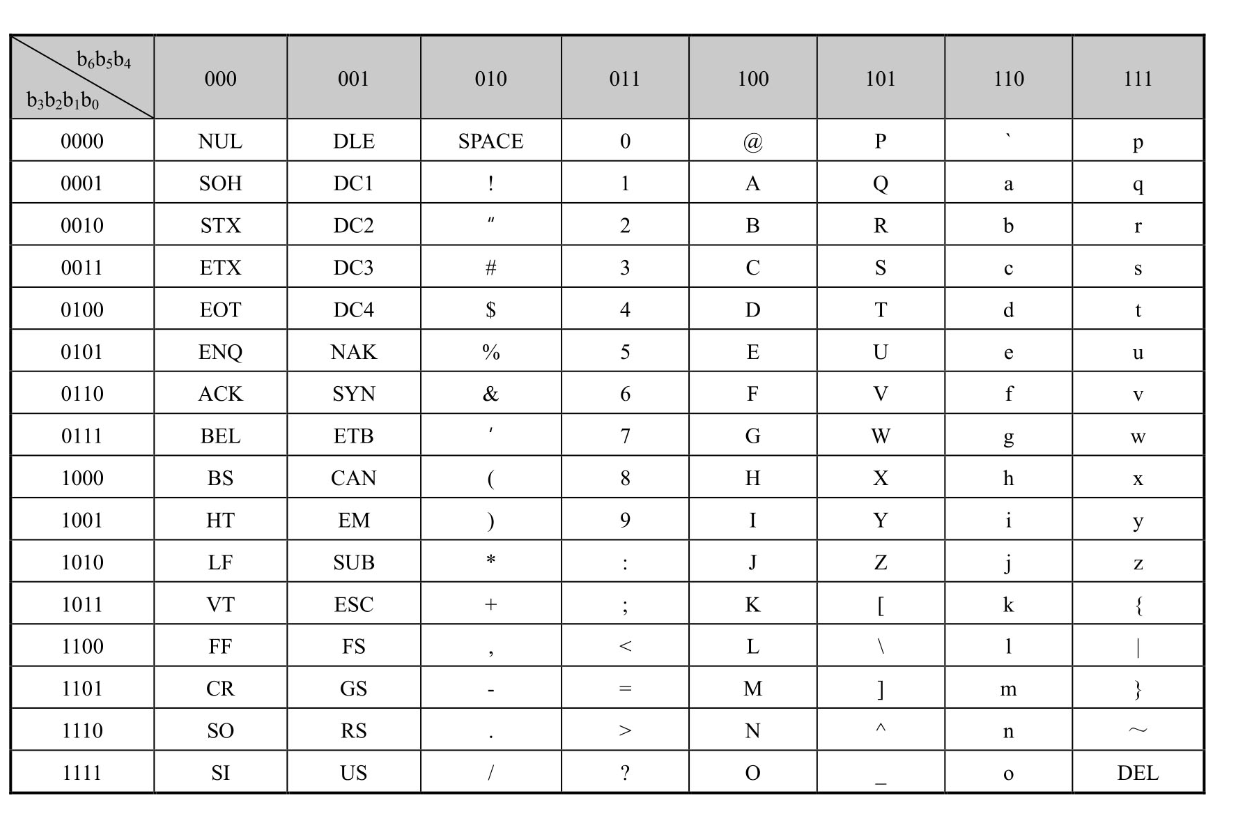 b₆b₅b₄
b₃b₂b₁b₀ 000 001 010 011 100 101 110 111
0000 NUL DLE SPACE 0 @ P ` p
0001 SOH DC1 ! 1 A Q a q
0010 STX DC2 " 2 B R b r
0011 ETX DC3 # 3 C S c s
0100 EOT DC4 $ 4 D T d t
0101 ENQ NAK % 5 E U e u
0110 ACK SYN & 6 F V f v
0111 BEL ETB ' 7 G W g w
1000 BS CAN ( 8 H X h x
1001 HT EM ) 9 I Y i y
1010 LF SUB * : J Z j z
1011 VT ESC + ; K [ k {
1100 FF FS , < L \ l |
1101 CR GS - = M ] m }
1110 SO RS . > N ^ n ~
1111 SI US / ? O _ o DEL